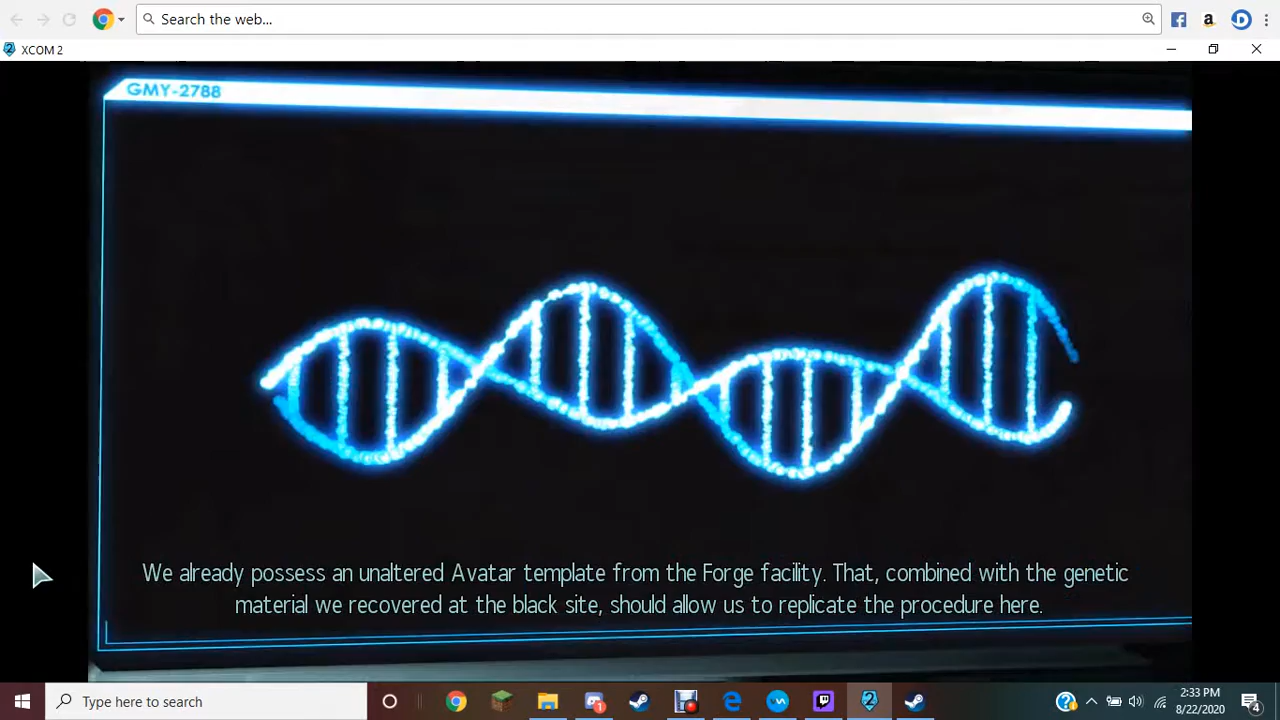 Search the web...
XCOM 2
GMY-2788
We already possess an unaltered Avatar template from the Forge facility. That, combined with the genetic
material we recovered at the black site, should allow us to replicate the procedure here.
Type here to search
1
2:33 PM
8/22/2020
4